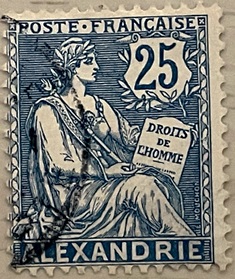 POSTE·FRANÇAISE
25
DROITS
DE
L'HOMME
ALEXANDRIE